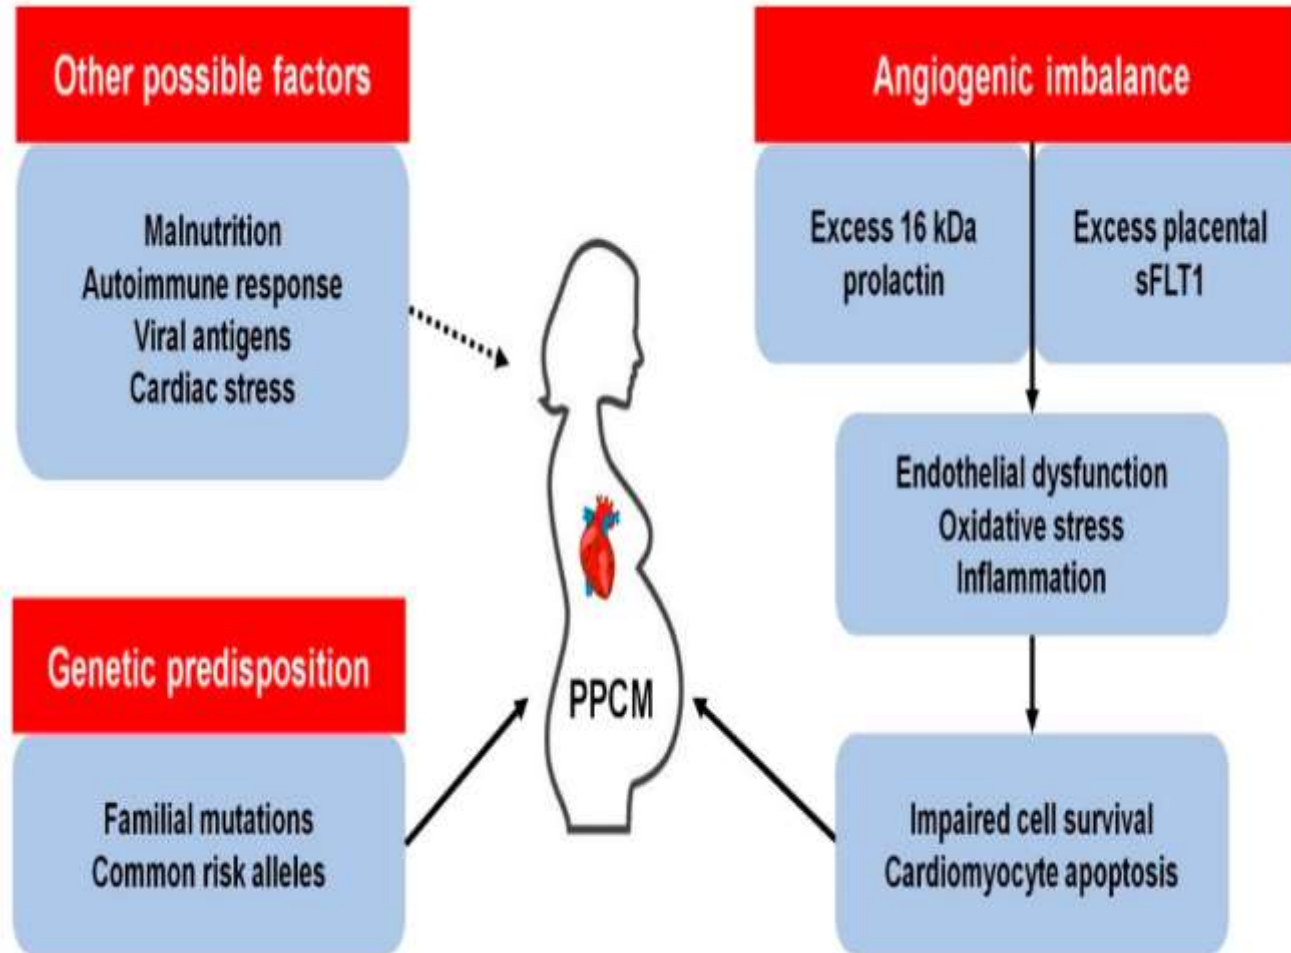 Other possible factors
Malnutrition
Autoimmune response
Viral antigens
Cardiac stress
Genetic predisposition
Familial mutations
Common risk alleles
PPCM
Angiogenic imbalance
Excess 16 kDa
prolactin
Excess placental
sFLT1
Endothelial dysfunction
Oxidative stress
Inflammation
Impaired cell survival
Cardiomyocyte apoptosis